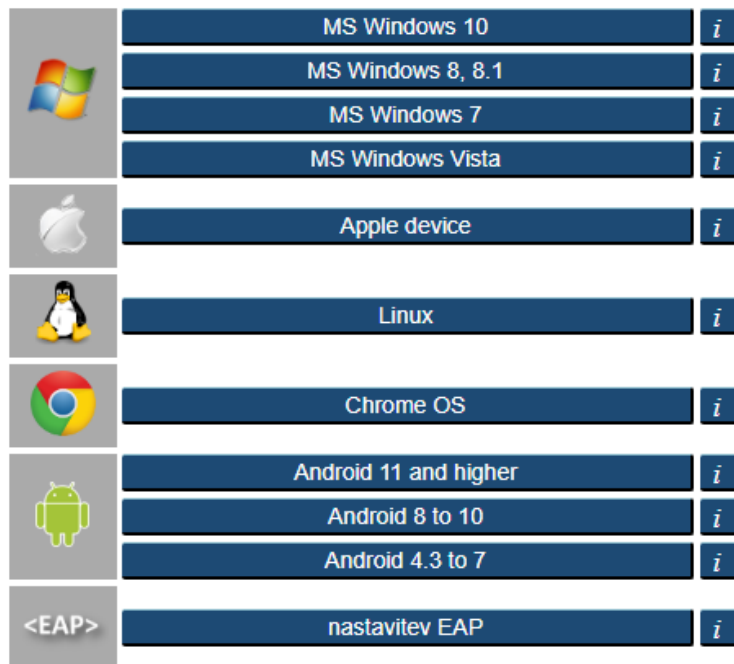 MS Windows 10 i
MS Windows 8, 8.1 i
MS Windows 7 i
MS Windows Vista i
Apple device i
Linux i
Chrome OS i
Android 11 and higher i
Android 8 to 10 i
Android 4.3 to 7 i
<EAP> nastavitev EAP i